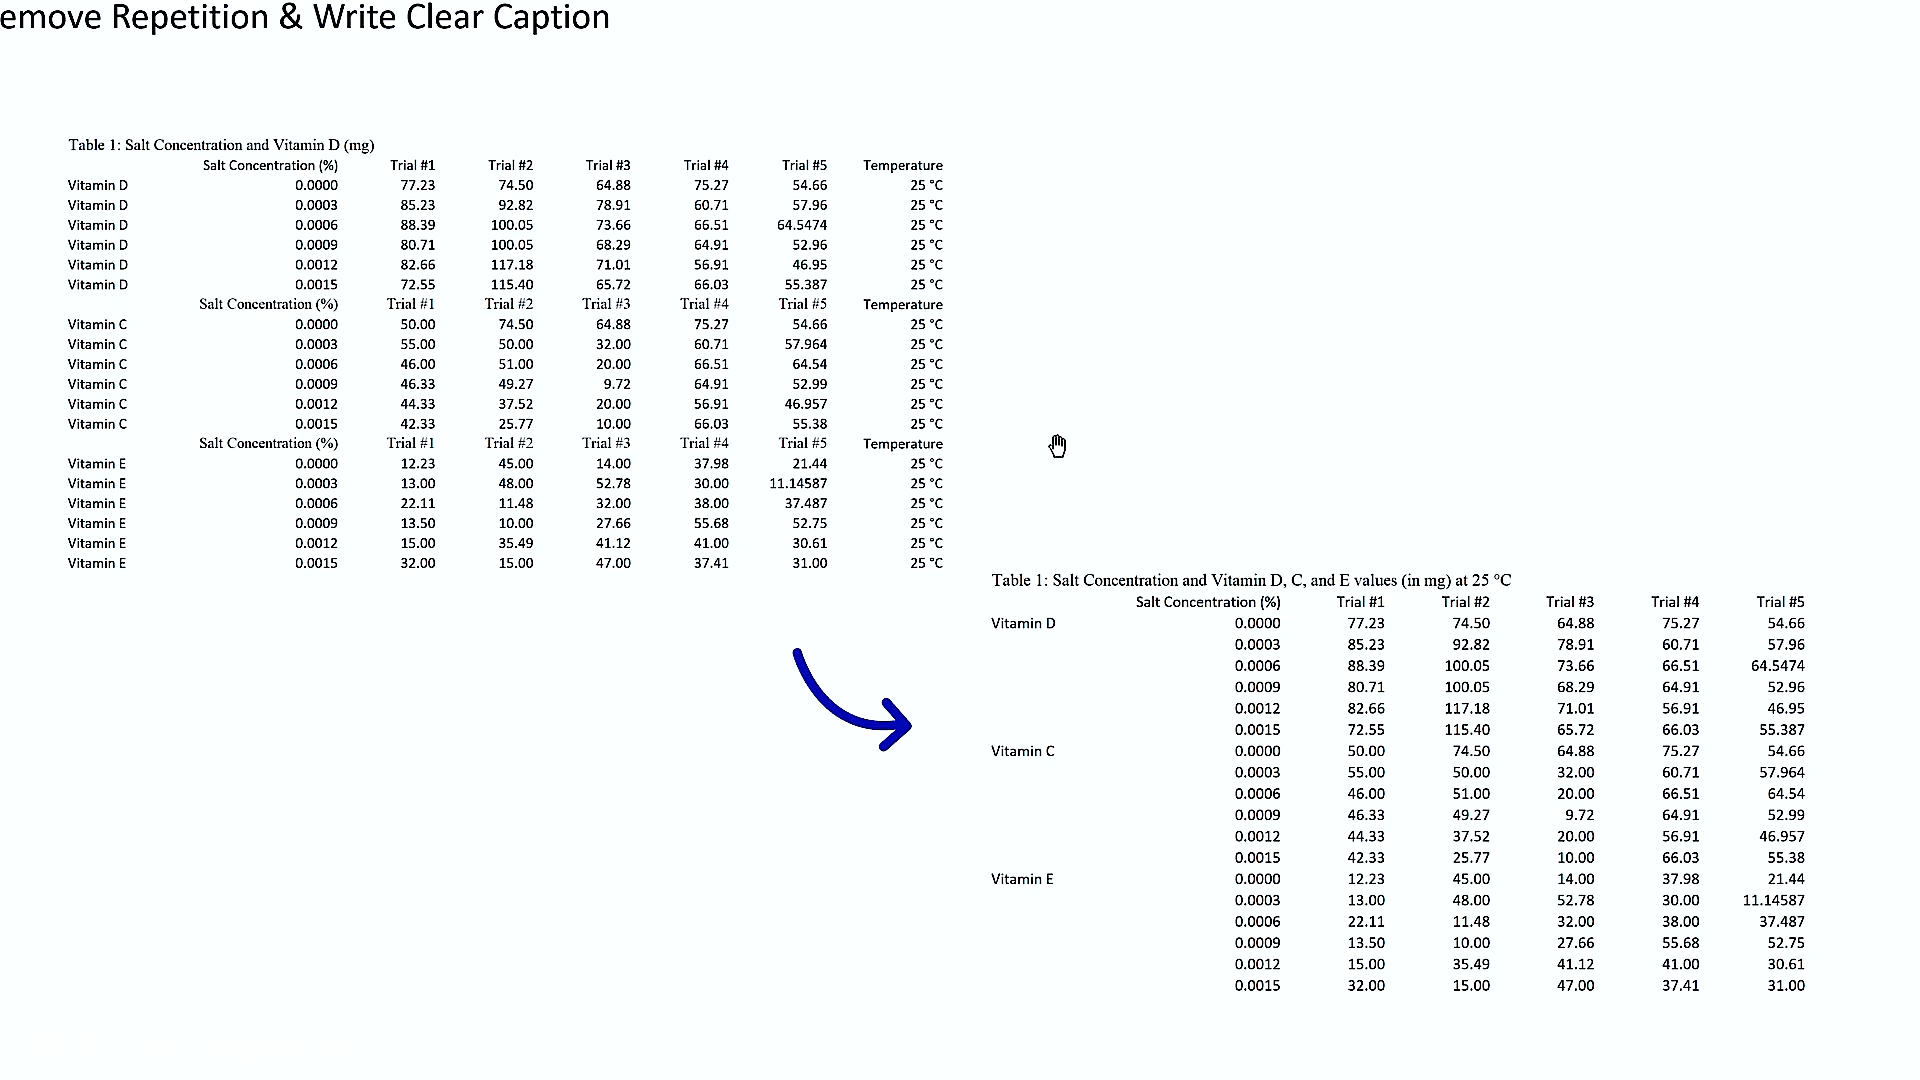 emove Repetition & Write Clear Caption
Table 1: Salt Concentration and Vitamin D (mg)
Salt Concentration (%) Trial #1 Trial #2 Trial #3 Trial #4 Trial #5 Temperature
Vitamin D 0.0000 77.23 74.50 64.88 75.27 54.66 25 °C
Vitamin D 0.0003 85.23 92.82 78.91 60.71 57.96 25 °C
Vitamin D 0.0006 88.39 100.05 73.66 66.51 64.5474 25 °C
Vitamin D 0.0009 80.71 100.05 68.29 64.91 52.96 25 °C
Vitamin D 0.0012 82.66 117.18 71.01 56.91 46.95 25 °C
Vitamin D 0.0015 72.55 115.40 65.72 66.03 55.387 25 °C
Salt Concentration (%) Trial #1 Trial #2 Trial #3 Trial #4 Trial #5 Temperature
Vitamin C 0.0000 50.00 74.50 64.88 75.27 54.66 25 °C
Vitamin C 0.0003 55.00 50.00 32.00 60.71 57.964 25 °C
Vitamin C 0.0006 46.00 51.00 20.00 66.51 64.54 25 °C
Vitamin C 0.0009 46.33 49.27 9.72 64.91 52.99 25 °C
Vitamin C 0.0012 44.33 37.52 20.00 56.91 46.957 25 °C
Vitamin C 0.0015 42.33 25.77 10.00 66.03 55.38 25 °C
Salt Concentration (%) Trial #1 Trial #2 Trial #3 Trial #4 Trial #5 Temperature
Vitamin E 0.0000 12.23 45.00 14.00 37.98 21.44 25 °C
Vitamin E 0.0003 13.00 48.00 52.78 30.00 11.14587 25 °C
Vitamin E 0.0006 22.11 11.48 32.00 38.00 37.487 25 °C
Vitamin E 0.0009 13.50 10.00 27.66 55.68 52.75 25 °C
Vitamin E 0.0012 15.00 35.49 41.12 41.00 30.61 25 °C
Vitamin E 0.0015 32.00 15.00 47.00 37.41 31.00 25 °C
Table 1: Salt Concentration and Vitamin D, C, and E values (in mg) at 25 °C
Salt Concentration (%) Trial #1 Trial #2 Trial #3 Trial #4 Trial #5
Vitamin D 0.0000 77.23 74.50 64.88 75.27 54.66
0.0003 85.23 92.82 78.91 60.71 57.96
0.0006 88.39 100.05 73.66 66.51 64.5474
0.0009 80.71 100.05 68.29 64.91 52.96
0.0012 82.66 117.18 71.01 56.91 46.95
0.0015 72.55 115.40 65.72 66.03 55.387
Vitamin C 0.0000 50.00 74.50 64.88 75.27 54.66
0.0003 55.00 50.00 32.00 60.71 57.964
0.0006 46.00 51.00 20.00 66.51 64.54
0.0009 46.33 49.27 9.72 64.91 52.99
0.0012 44.33 37.52 20.00 56.91 46.957
0.0015 42.33 25.77 10.00 66.03 55.38
Vitamin E 0.0000 12.23 45.00 14.00 37.98 21.44
0.0003 13.00 48.00 52.78 30.00 11.14587
0.0006 22.11 11.48 32.00 38.00 37.487
0.0009 13.50 10.00 27.66 55.68 52.75
0.0012 15.00 35.49 41.12 41.00 30.61
0.0015 32.00 15.00 47.00 37.41 31.00